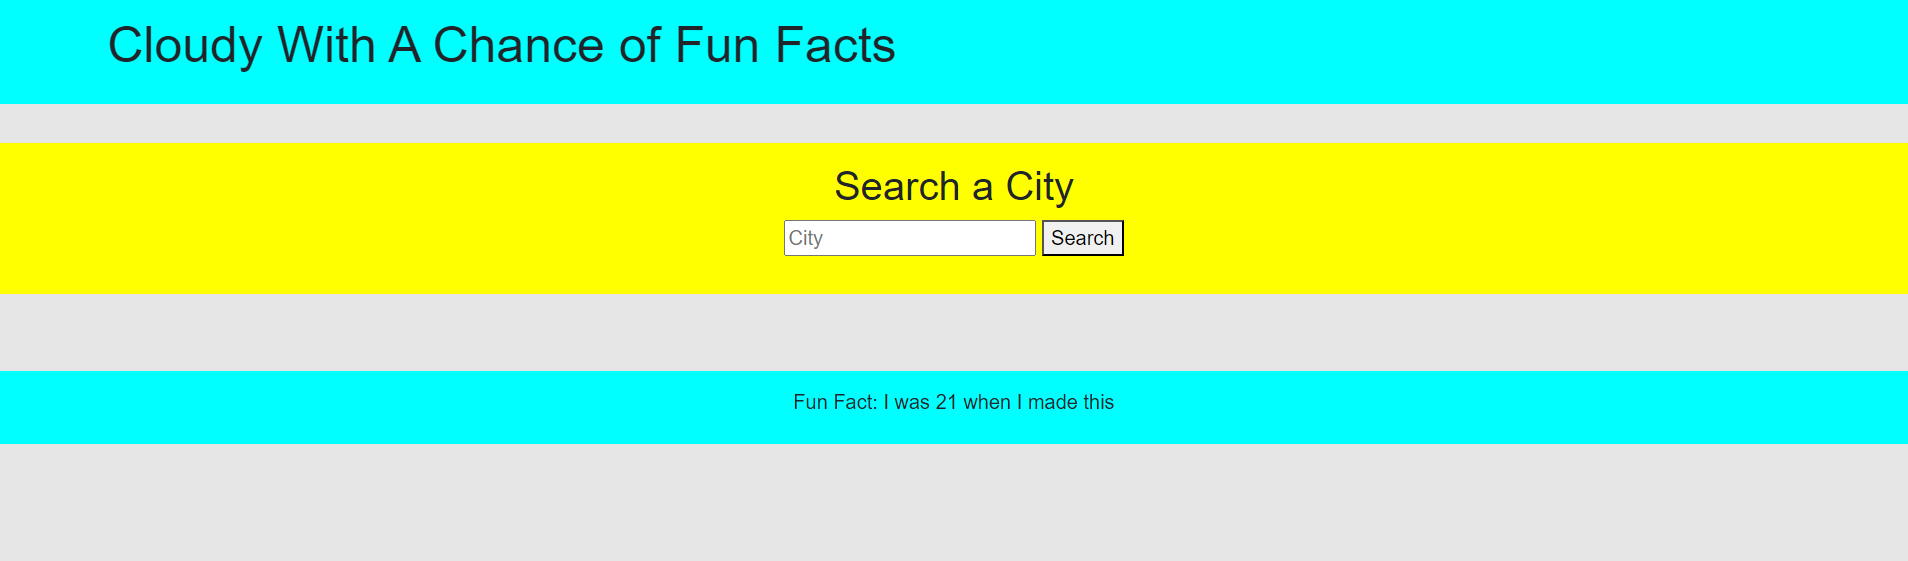 Cloudy With A Chance of Fun Facts
Search a City
City Search
Fun Fact: I was 21 when I made this